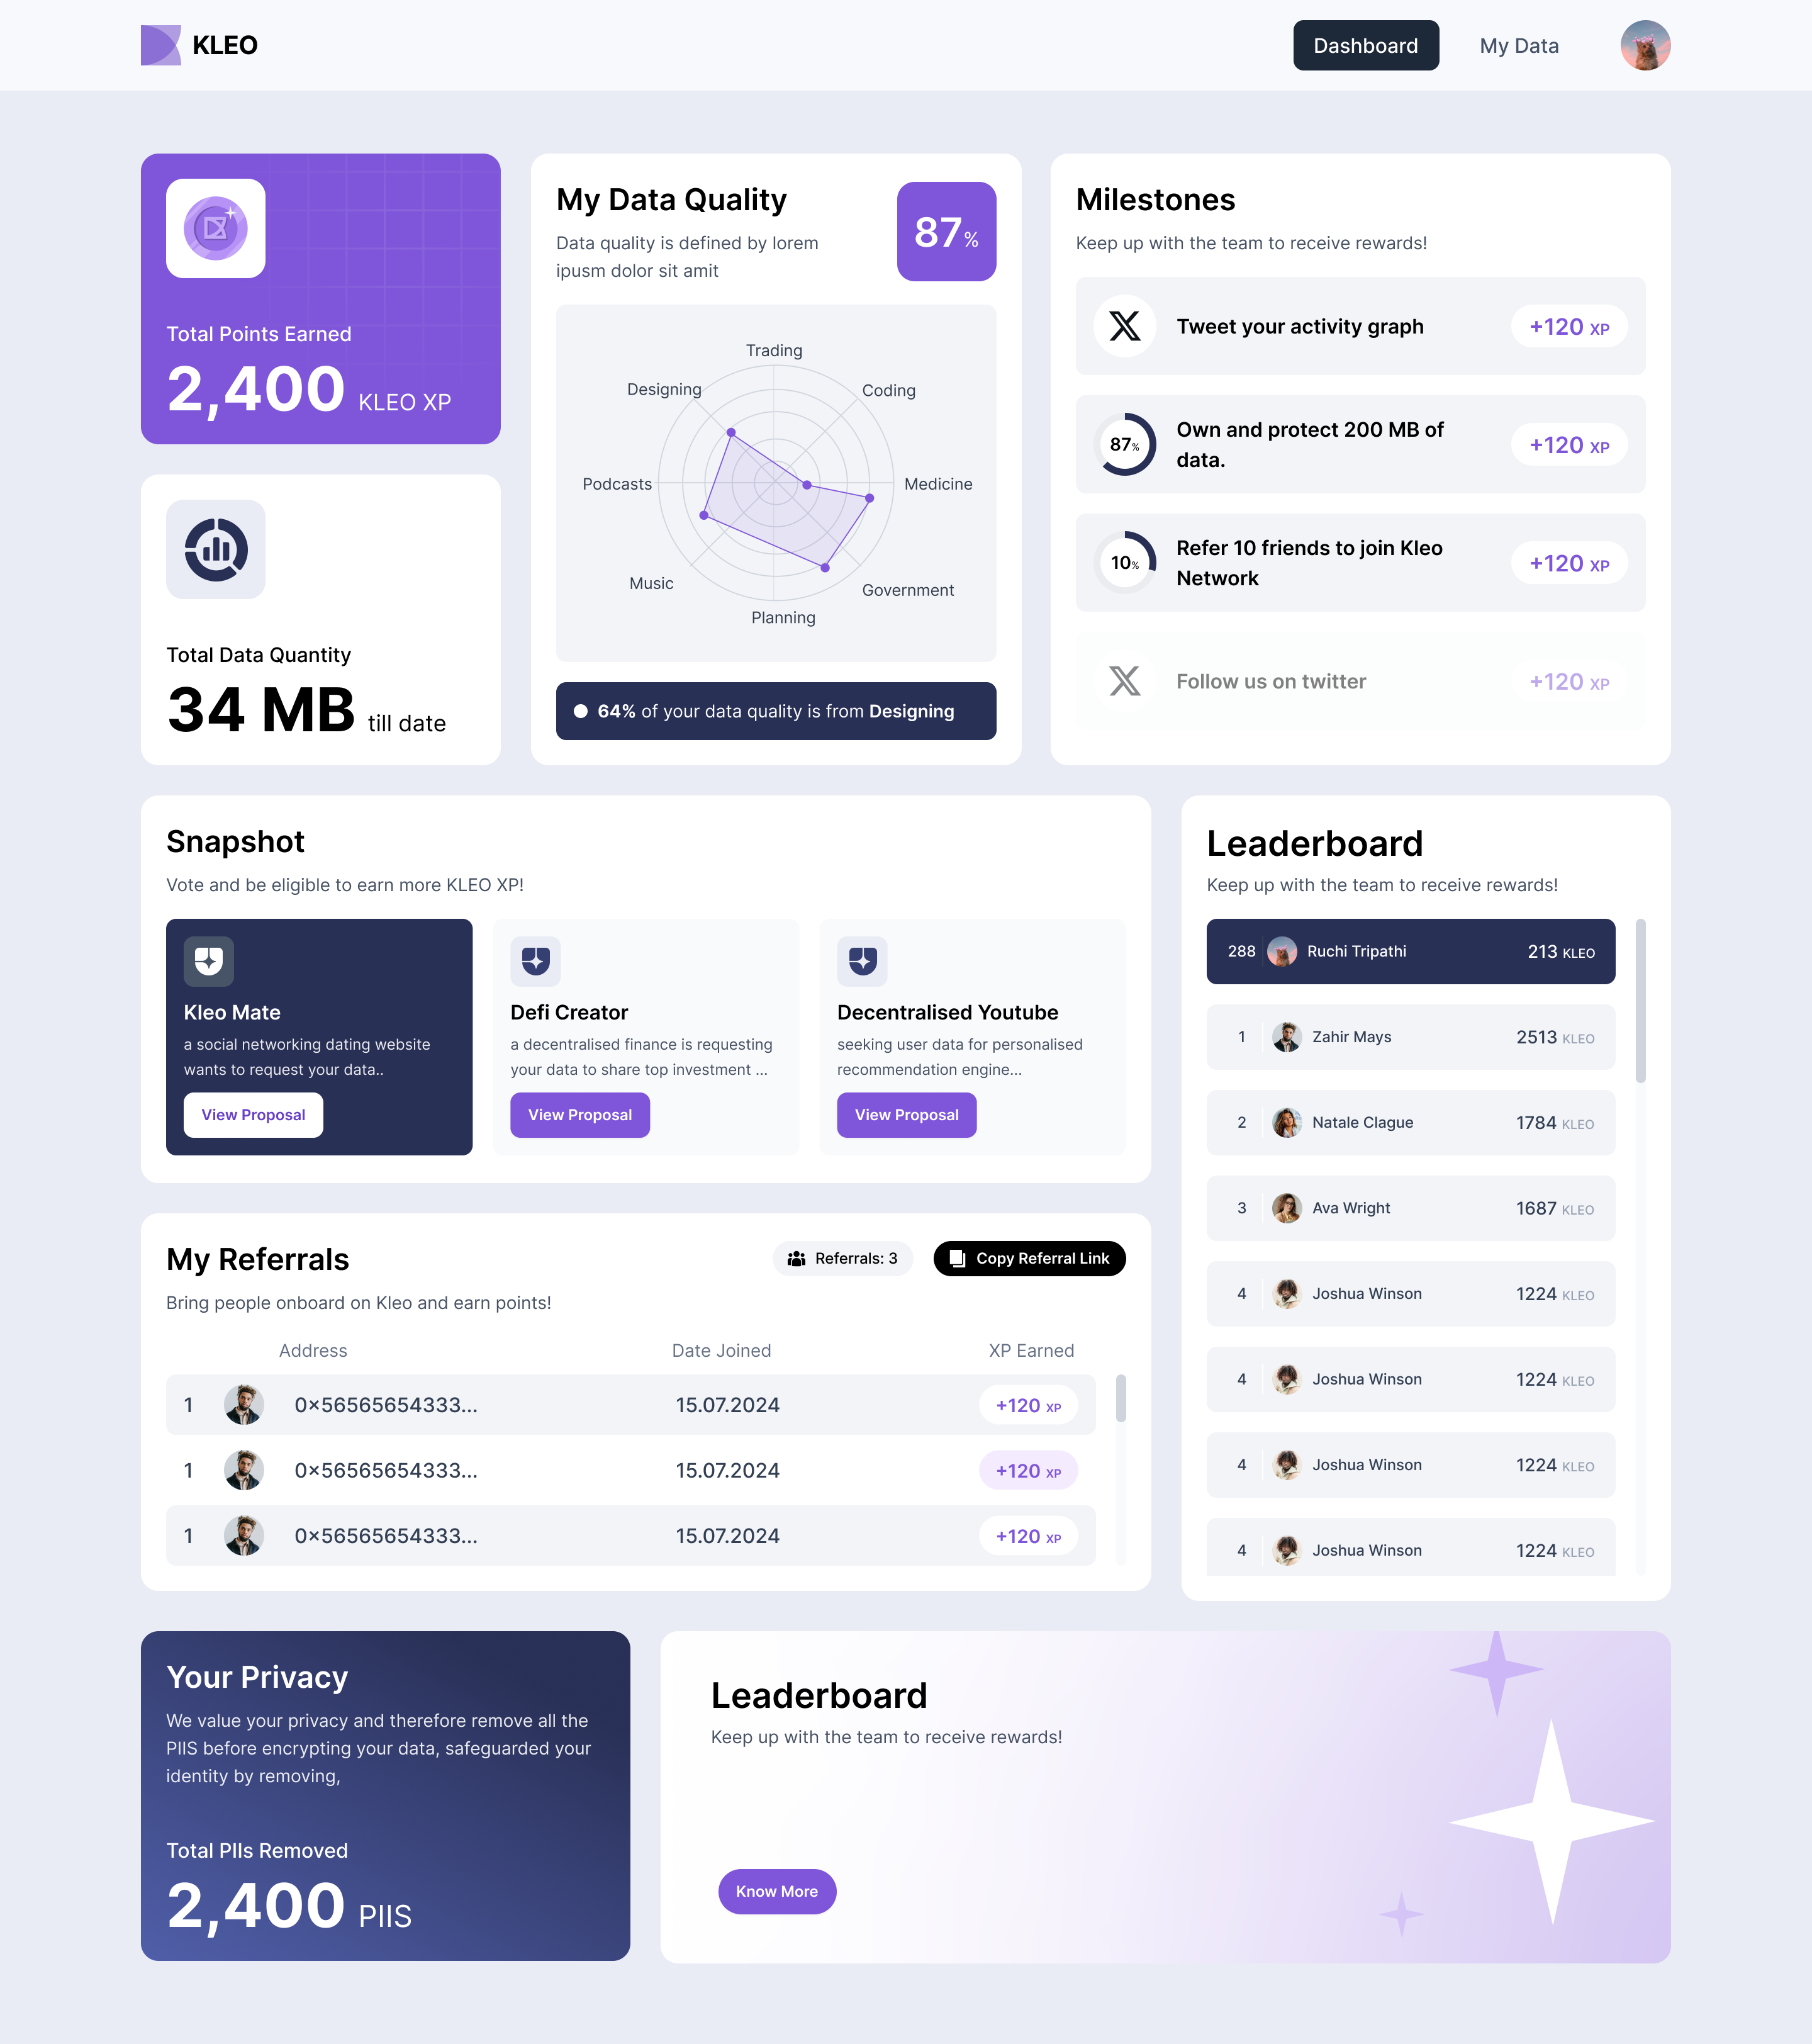 KLEO
Dashboard
My Data
Total Points Earned
2,400 KLEO XP
Total Data Quantity
34 MB till date
My Data Quality
Data quality is defined by lorem
ipusm dolor sit amit
87%
Trading
Designing
Coding
Podcasts
Medicine
Music
Government
Planning
64% of your data quality is from Designing
Milestones
Keep up with the team to receive rewards!
Tweet your activity graph
+120 XP
87%
Own and protect 200 MB of
data.
+120 XP
10%
Refer 10 friends to join Kleo
Network
+120 XP
Follow us on twitter
+120 XP
Snapshot
Vote and be eligible to earn more KLEO XP!
Kleo Mate
a social networking dating website
wants to request your data..
View Proposal
Defi Creator
a decentralised finance is requesting
your data to share top investment ...
View Proposal
Decentralised Youtube
seeking user data for personalised
recommendation engine...
View Proposal
Leaderboard
Keep up with the team to receive rewards!
288 Ruchi Tripathi 213 KLEO
1 Zahir Mays 2513 KLEO
2 Natale Clague 1784 KLEO
3 Ava Wright 1687 KLEO
4 Joshua Winson 1224 KLEO
4 Joshua Winson 1224 KLEO
4 Joshua Winson 1224 KLEO
4 Joshua Winson 1224 KLEO
My Referrals
Referrals: 3
Copy Referral Link
Bring people onboard on Kleo and earn points!
Address Date Joined XP Earned
1 0×56565654333... 15.07.2024 +120 XP
1 0×56565654333... 15.07.2024 +120 XP
1 0×56565654333... 15.07.2024 +120 XP
Your Privacy
We value your privacy and therefore remove all the
PIIS before encrypting your data, safeguarded your
identity by removing,
Total PIIs Removed
2,400 PIIS
Leaderboard
Keep up with the team to receive rewards!
Know More